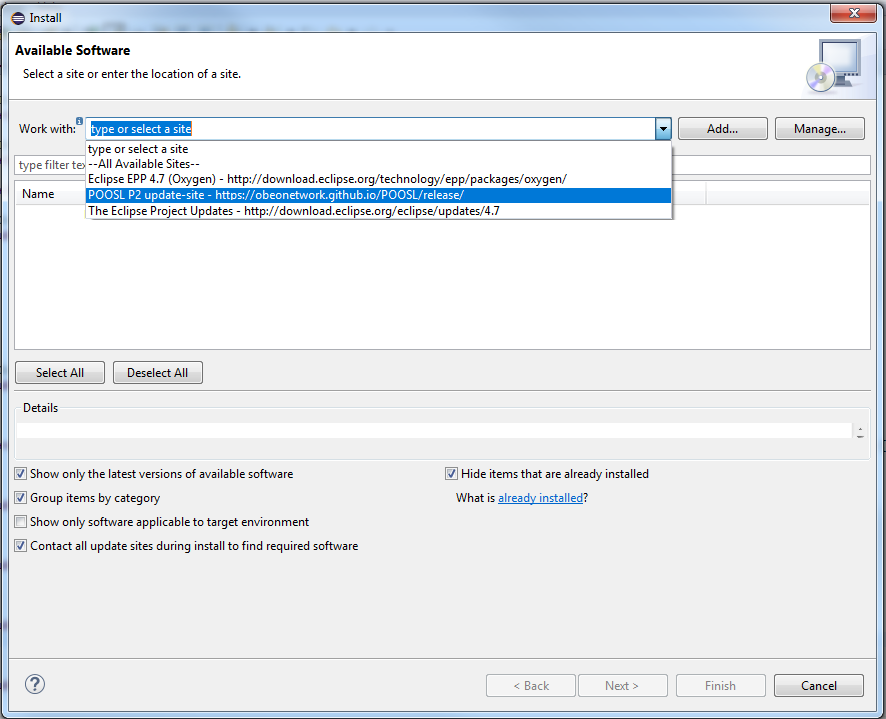 Install
Available Software
Select a site or enter the location of a site.
Work with: type or select a site Add... Manage...
type or select a site
--All Available Sites--
type filter tex
Eclipse EPP 4.7 (Oxygen) - http://download.eclipse.org/technology/epp/packages/oxygen/
Name POOSL P2 update-site - https://obeonetwork.github.io/POOSL/release/
The Eclipse Project Updates - http://download.eclipse.org/eclipse/updates/4.7
Select All Deselect All
Details
Show only the latest versions of available software Hide items that are already installed
Group items by category What is already installed?
Show only software applicable to target environment
Contact all update sites during install to find required software
? < Back Next > Finish Cancel